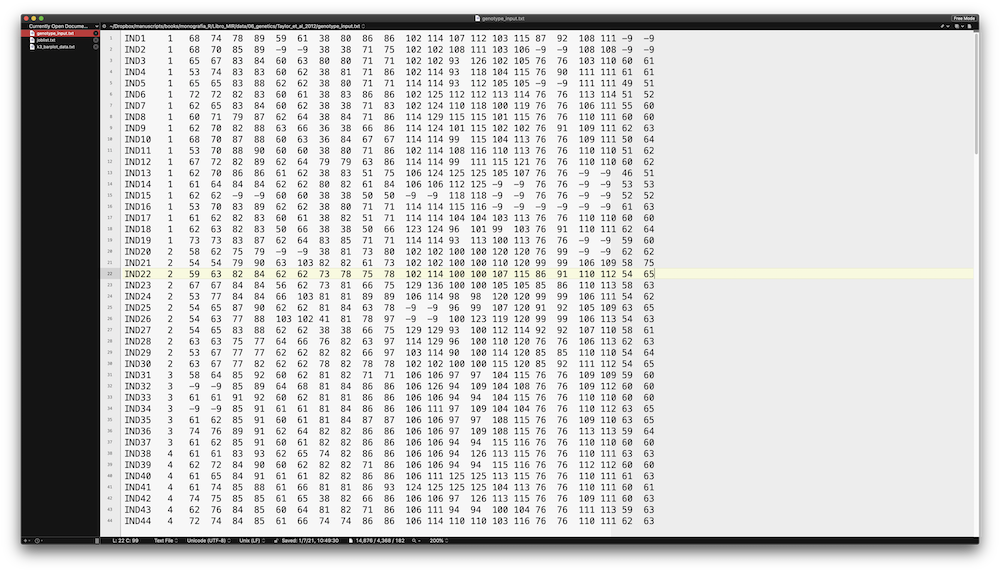 genotype_input.txt
Free Mode
Currently Open Docume...
~/Dropbox/manuscripts/books/monografia_R/Libro_MIR/data/08_genetics/Taylor_et_al_2012/genotype_input.txt
genotype_input.txt
joblist.txt
k3_barplot_data.txt
IND1 1 68 74 78 89 59 61 38 80 86 86 102 114 107 112 103 115 87 92 108 111 -9 -9
IND2 1 68 70 85 89 -9 -9 38 38 71 75 102 102 108 111 103 106 -9 -9 108 108 -9 -9
IND3 1 65 67 83 84 60 63 80 80 71 71 102 102 93 126 102 105 76 76 103 110 60 61
IND4 1 53 74 83 83 60 62 38 81 71 86 102 114 93 118 104 115 76 90 111 111 61 61
IND5 1 65 65 83 88 62 62 38 80 71 71 114 114 93 112 105 105 -9 -9 111 111 49 51
IND6 1 72 72 82 83 60 61 38 83 86 86 102 125 112 112 113 114 76 76 113 114 51 52
IND7 1 62 65 83 84 60 62 38 38 71 83 102 124 110 118 100 119 76 76 106 111 55 60
IND8 1 60 71 79 87 62 64 38 84 71 86 114 129 115 115 101 115 76 76 110 111 60 60
IND9 1 62 70 82 88 63 66 36 38 66 86 114 124 101 115 102 102 76 91 109 111 62 63
IND10 1 68 70 87 88 60 63 36 84 67 67 114 114 99 115 104 113 76 76 109 111 50 64
IND11 1 53 70 88 90 60 60 38 80 71 86 102 114 108 116 110 113 76 76 110 110 51 62
IND12 1 67 72 82 89 62 64 79 79 63 86 114 114 99 111 115 121 76 76 110 110 60 62
IND13 1 62 70 86 86 61 62 38 83 51 75 106 124 125 125 105 107 76 76 -9 -9 46 51
IND14 1 61 64 84 84 62 62 80 82 61 84 106 106 112 125 -9 -9 76 76 -9 -9 53 53
IND15 1 62 62 -9 -9 60 60 38 38 50 50 -9 -9 118 118 -9 -9 76 76 -9 -9 52 52
IND16 1 53 70 83 89 62 62 38 80 71 71 114 114 115 116 -9 -9 -9 -9 -9 -9 61 63
IND17 1 61 62 82 83 60 61 38 82 51 71 114 114 104 104 103 113 76 76 110 110 60 60
IND18 1 62 63 82 83 50 66 38 38 50 66 123 124 96 101 99 103 76 91 110 111 62 64
IND19 1 73 73 83 87 62 64 83 85 71 71 114 114 93 113 100 113 76 76 -9 -9 59 60
IND20 2 58 62 75 79 -9 -9 38 81 73 80 102 102 100 100 120 120 76 99 -9 -9 62 62
IND21 2 54 54 79 90 63 103 82 82 61 73 102 102 100 100 120 120 99 99 106 109 58 75
22
IND22 2 59 63 82 84 62 62 73 78 75 78 102 114 100 100 107 115 86 91 110 112 54 65
IND23 2 67 67 84 84 56 62 73 81 66 75 129 136 100 100 105 105 85 86 110 113 58 63
IND24 2 53 77 84 84 66 103 81 81 89 89 106 114 98 98 120 120 99 99 106 111 54 62
IND25 2 54 65 87 90 62 62 81 84 63 78 -9 -9 96 99 107 120 91 92 105 109 63 65
IND26 2 54 63 77 88 103 102 41 81 78 97 -9 -9 100 123 119 120 99 99 106 113 54 63
IND27 2 54 65 83 88 62 62 38 38 66 75 129 129 93 100 112 114 92 92 107 110 58 61
IND28 2 63 63 75 77 64 66 76 82 63 97 114 129 96 100 110 120 76 76 106 113 62 63
IND29 2 53 67 77 77 62 62 82 82 66 97 103 114 90 100 114 120 85 85 110 110 54 64
IND30 2 63 67 77 82 62 62 78 82 78 78 102 102 100 100 115 120 85 92 111 112 54 65
IND31 3 58 64 85 92 60 62 81 82 71 71 106 106 97 97 104 115 76 76 109 109 59 60
IND32 3 -9 -9 85 89 64 68 81 84 86 86 106 126 94 109 104 108 76 76 109 112 60 60
IND33 3 61 61 91 92 60 62 81 81 86 86 106 106 94 94 104 115 76 76 110 110 60 60
IND34 3 -9 -9 85 91 61 61 81 84 86 86 106 111 97 109 104 104 76 76 110 112 63 65
IND35 3 61 62 85 91 60 61 81 84 87 87 106 106 97 97 108 115 76 76 109 110 63 65
IND36 3 74 76 89 91 62 64 82 82 86 86 106 106 97 109 108 115 76 76 113 113 59 64
IND37 3 61 62 85 91 60 61 82 82 86 86 106 106 94 94 115 116 76 76 110 110 60 60
IND38 4 61 61 83 93 62 65 74 82 86 86 106 106 94 126 113 115 76 76 110 111 63 63
IND39 4 62 72 84 90 60 62 82 82 71 86 106 106 94 94 115 116 76 76 112 112 60 60
IND40 4 61 65 84 91 61 61 82 82 86 86 106 111 125 125 113 115 76 76 110 111 61 63
IND41 4 61 74 85 88 61 66 81 81 86 93 124 125 125 125 104 113 76 76 110 111 60 61
IND42 4 74 75 85 85 61 65 38 82 66 86 106 106 97 126 113 115 76 76 109 111 60 63
IND43 4 62 76 84 85 60 64 81 82 71 86 106 111 94 94 100 104 76 76 111 113 59 63
IND44 4 72 74 84 85 61 66 74 74 86 86 106 114 110 110 103 116 76 76 110 111 62 63
L: 22 C: 99 Text File Unicode (UTF-8) Unix (LF) Saved: 1/7/21, 10:49:30 14,876 / 4,368 / 182 200%